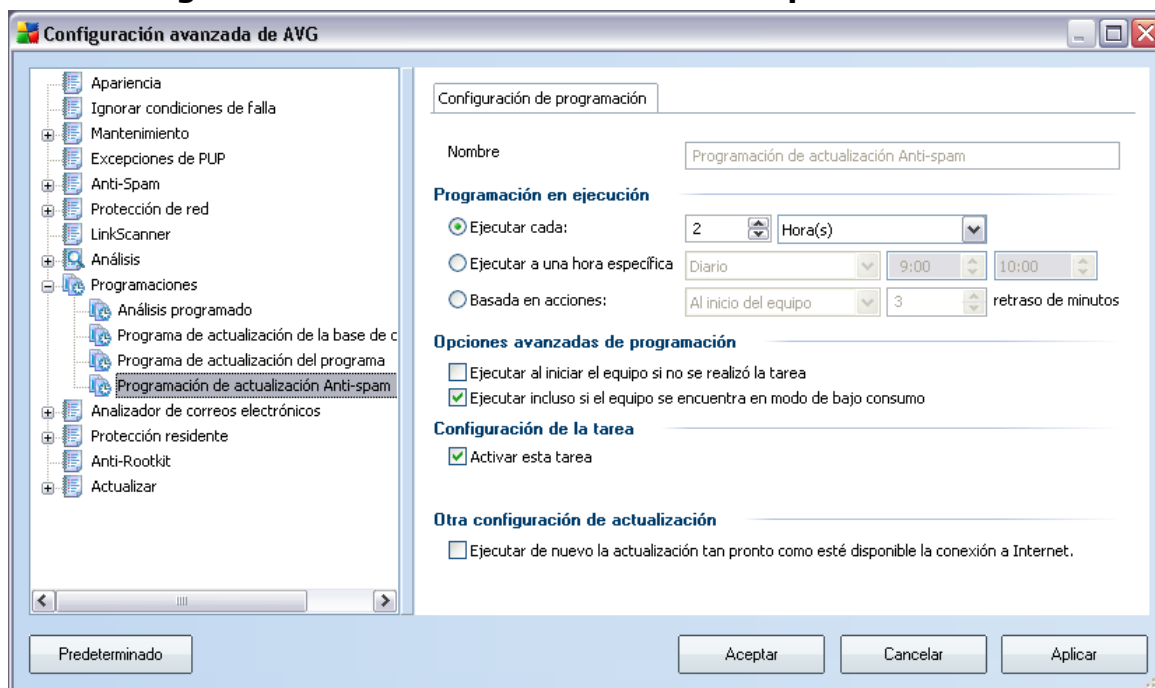 Configuración avanzada de AVG
Apariencia
Ignorar condiciones de falla
Mantenimiento
Excepciones de PUP
Anti-Spam
Protección de red
LinkScanner
Análisis
Programaciones
Análisis programado
Programa de actualización de la base de c
Programa de actualización del programa
Programación de actualización Anti-spam
Analizador de correos electrónicos
Protección residente
Anti-Rootkit
Actualizar
Configuración de programación
Nombre Programación de actualización Anti-spam
Programación en ejecución
Ejecutar cada: 2 Hora(s)
Ejecutar a una hora específica Diario 9:00 10:00
Basada en acciones: Al inicio del equipo 3 retraso de minutos
Opciones avanzadas de programación
Ejecutar al iniciar el equipo si no se realizó la tarea
Ejecutar incluso si el equipo se encuentra en modo de bajo consumo
Configuración de la tarea
Activar esta tarea
Otra configuración de actualización
Ejecutar de nuevo la actualización tan pronto como esté disponible la conexión a Internet.
Predeterminado Aceptar Cancelar Aplicar